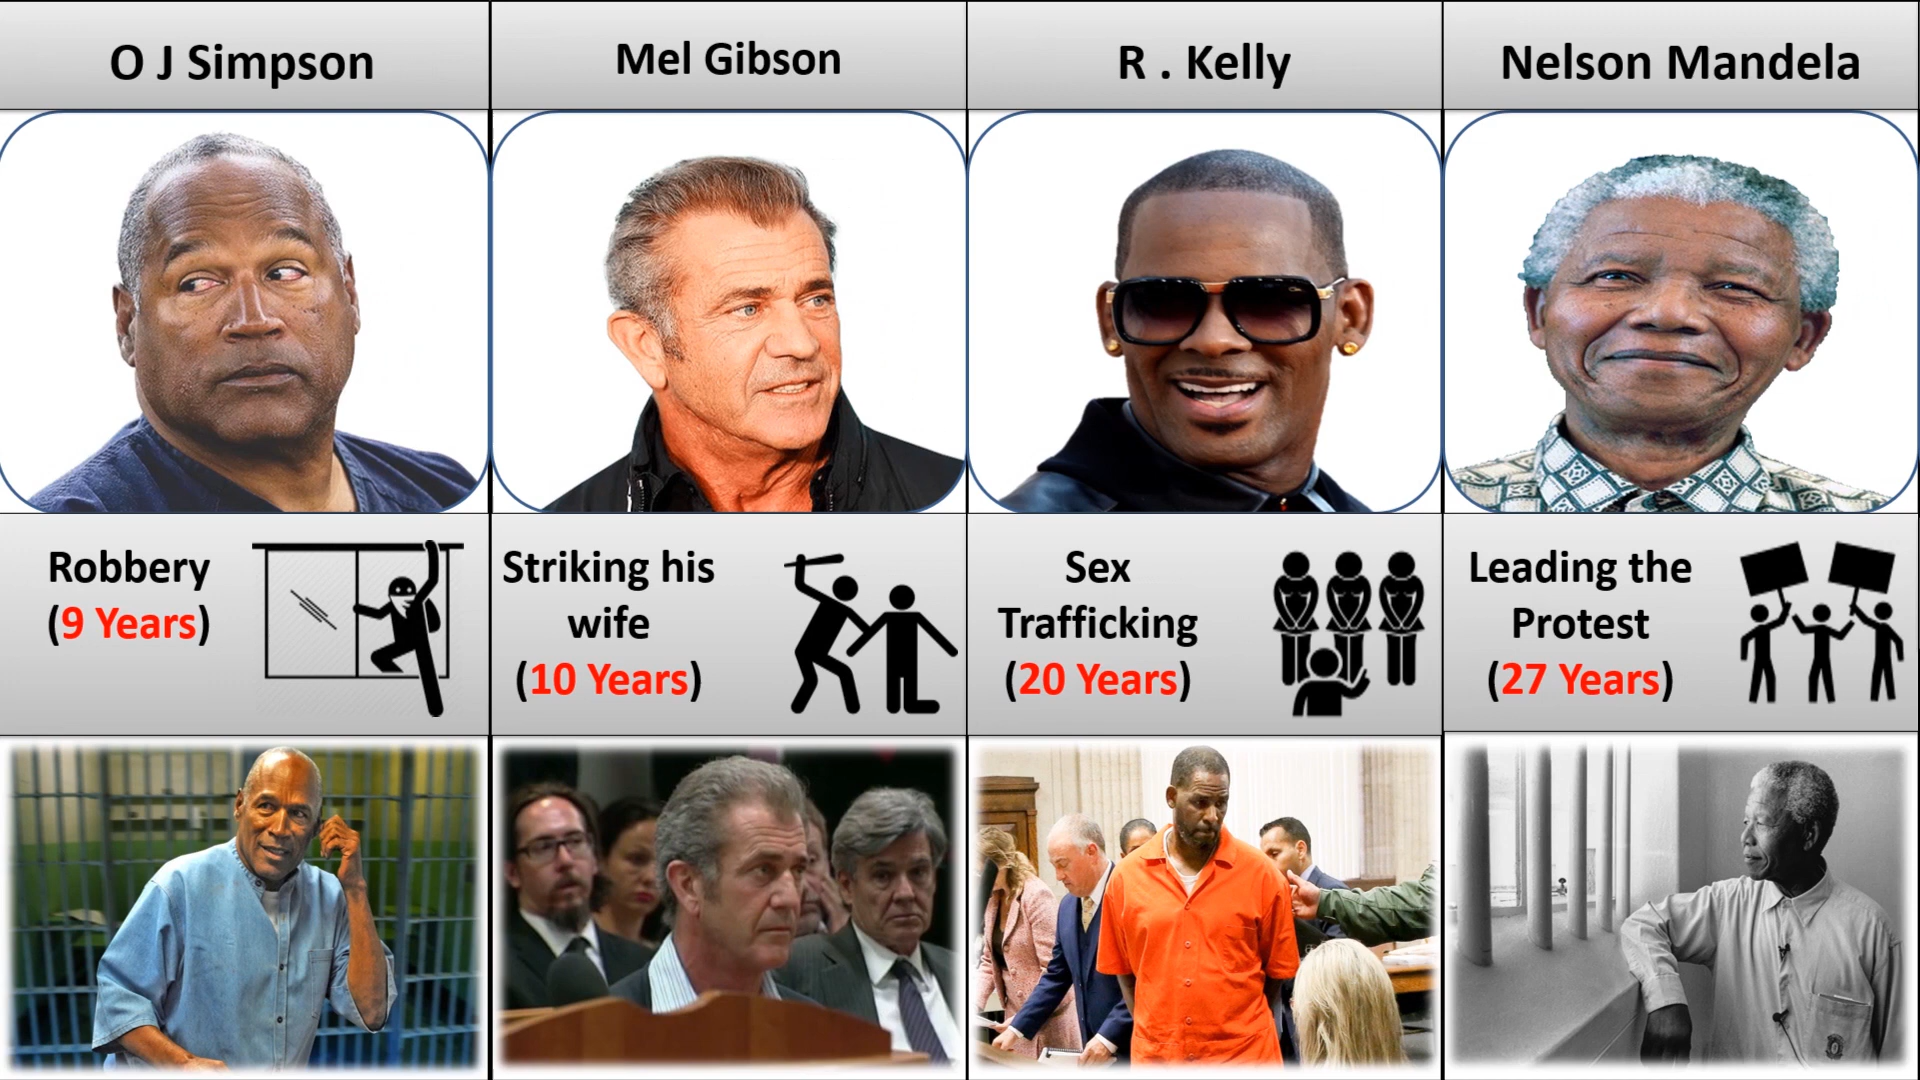 O J Simpson
Mel Gibson
R . Kelly
Nelson Mandela
Robbery
(9 Years)
Striking his
wife
(10 Years)
Sex
Trafficking
(20 Years)
Leading the
Protest
(27 Years)